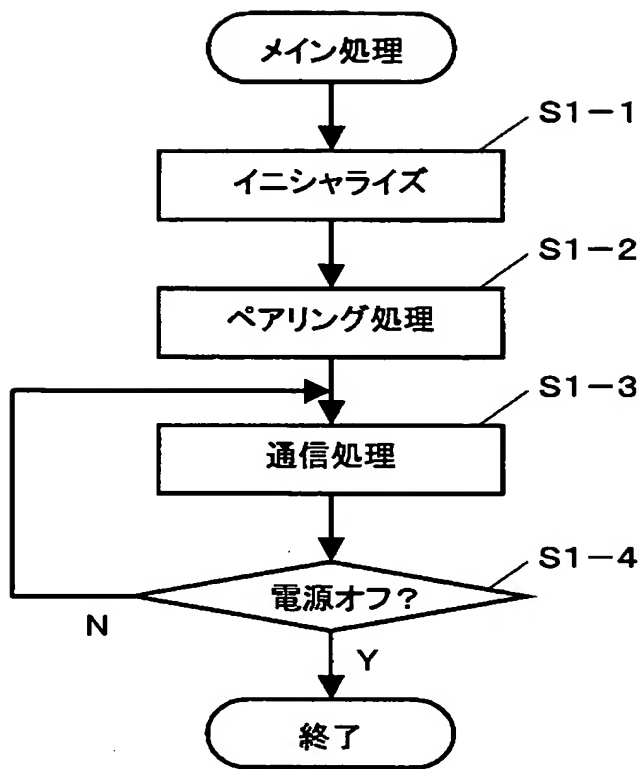 メイン処理
S1-1
イニシャライズ
S1-2
ペアリング処理
S1-3
通信処理
S1-4
電源オフ?
N
Y
終了